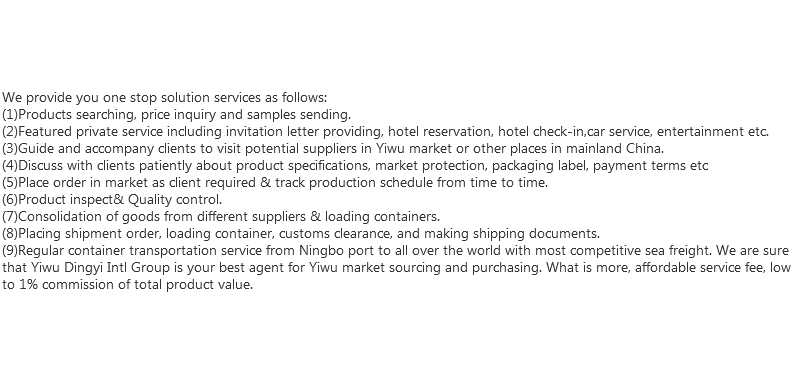 We provide you one stop solution services as follows:
(1)Products searching, price inquiry and samples sending.
(2)Featured private service including invitation letter providing, hotel reservation, hotel check-in,car service, entertainment etc.
(3)Guide and accompany clients to visit potential suppliers in Yiwu market or other places in mainland China.
(4)Discuss with clients patiently about product specifications, market protection, packaging label, payment terms etc
(5)Place order in market as client required & track production schedule from time to time.
(6)Product inspect& Quality control.
(7)Consolidation of goods from different suppliers & loading containers.
(8)Placing shipment order, loading container, customs clearance, and making shipping documents.
(9)Regular container transportation service from Ningbo port to all over the world with most competitive sea freight. We are sure
that Yiwu Dingyi Intl Group is your best agent for Yiwu market sourcing and purchasing. What is more, affordable service fee, low
to 1% commission of total product value.